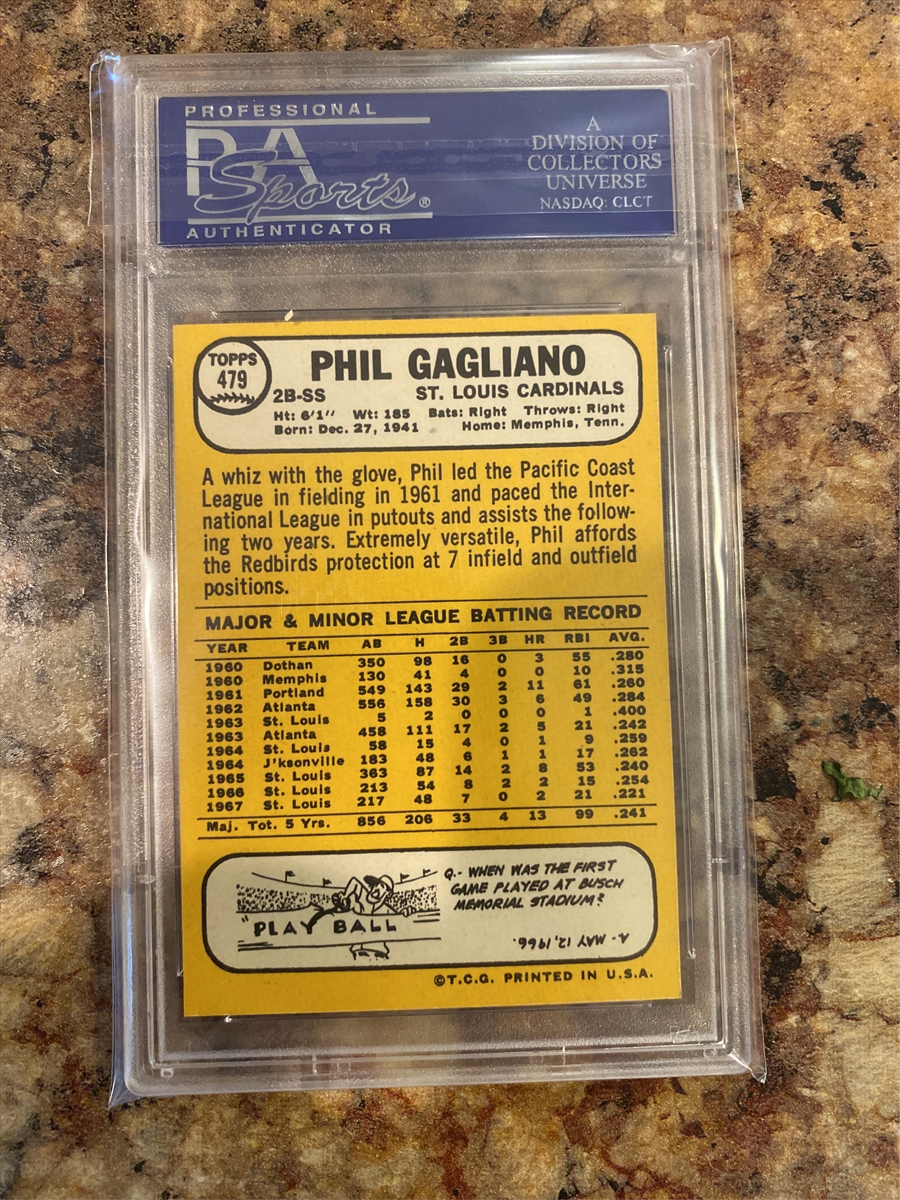 PROFESSIONAL
PSA
Sports®
AUTHENTICATOR
A
DIVISION OF
COLLECTORS
UNIVERSE
NASDAQ: CLCT
TOPPS
479
PHIL GAGLIANO
2B-SS ST. LOUIS CARDINALS
Ht: 6'1" Wt: 185 Bats: Right Throws: Right
Born: Dec. 27, 1941 Home: Memphis, Tenn.
A whiz with the glove, Phil led the Pacific Coast
League in fielding in 1961 and paced the Inter-
national League in putouts and assists the follow-
ing two years. Extremely versatile, Phil affords
the Redbirds protection at 7 infield and outfield
positions.
MAJOR & MINOR LEAGUE BATTING RECORD
YEAR TEAM AB H 2B 3B HR RBI AVG.
1960 Dothan 350 98 16 0 3 55 .280
1960 Memphis 130 41 4 0 0 10 .315
1961 Portland 549 143 29 2 11 61 .260
1962 Atlanta 556 158 30 3 6 49 .284
1963 St. Louis 5 2 0 0 0 1 .400
1963 Atlanta 458 111 17 2 5 21 .242
1964 St. Louis 58 15 4 0 1 9 .259
1964 J'ksonville 183 48 6 1 1 17 .262
1965 St. Louis 363 87 14 2 8 53 .240
1966 St. Louis 213 54 8 2 2 15 .254
1967 St. Louis 217 48 7 0 2 21 .221
Maj. Tot. 5 Yrs. 856 206 33 4 13 99 .241
"PLAY BALL
Q.- WHEN WAS THE FIRST
GAME PLAYED AT BUSCH
MEMORIAL STADIUM?
A.- MAY 12, 1966.
©T.C.G. PRINTED IN U.S.A.